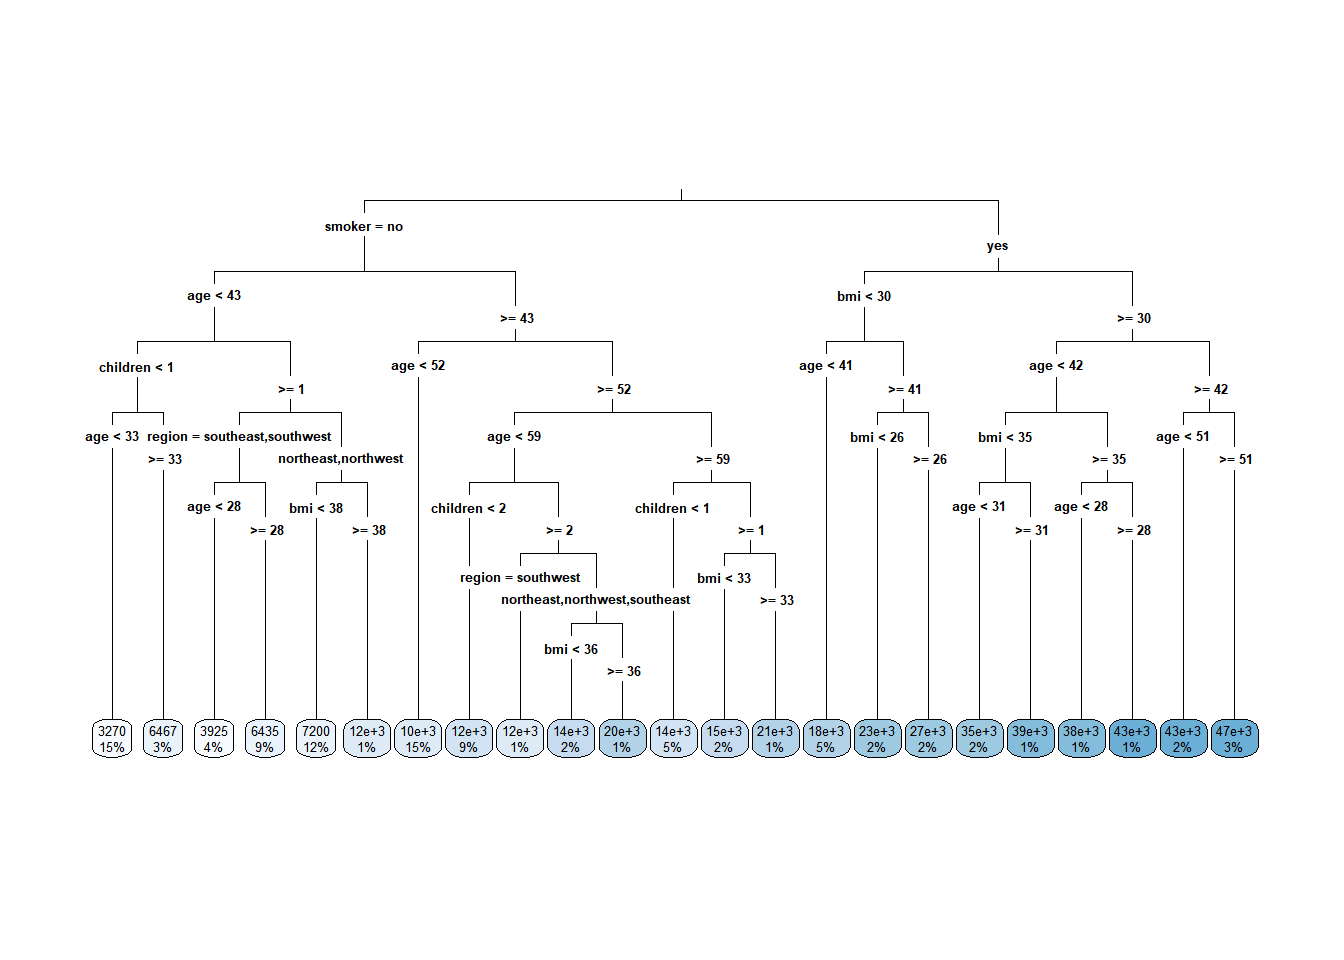 smoker = no
yes
age < 43
bmi < 30
>= 43
>= 30
children < 1
age < 52
age < 41
age < 42
>= 1
>= 52
>= 41
>= 42
age < 33
region = southeast,southwest
age < 59
bmi < 26
bmi < 35
age < 51
>= 33
northeast,northwest
>= 59
>= 26
>= 35
>= 51
age < 28
bmi < 38
children < 2
children < 1
age < 31
age < 28
>= 28
>= 38
>= 2
>= 1
>= 31
>= 28
region = southwest
bmi < 33
northeast,northwest,southeast
>= 33
bmi < 36
>= 36
3270
15%
6467
3%
3925
4%
6435
9%
7200
12%
12e+3
1%
10e+3
15%
12e+3
9%
12e+3
1%
14e+3
2%
20e+3
1%
14e+3
5%
15e+3
2%
21e+3
1%
18e+3
5%
23e+3
2%
27e+3
2%
35e+3
2%
39e+3
1%
38e+3
1%
43e+3
1%
43e+3
2%
47e+3
3%